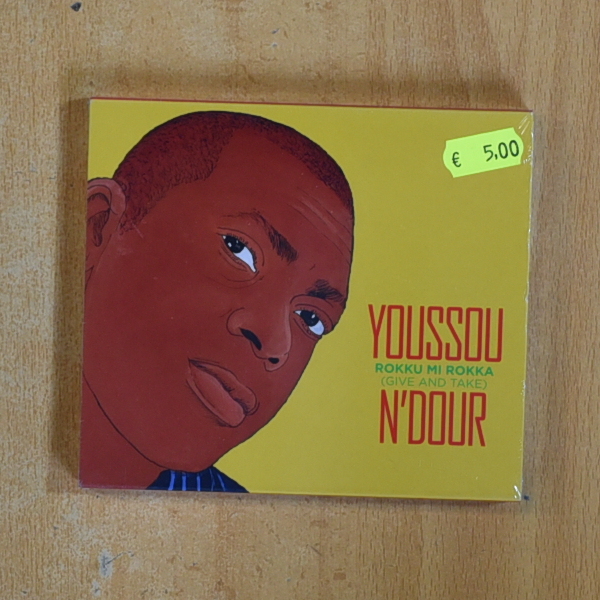 € 5,00
YOUSSOU
ROKKU MI ROKKA
(GIVE AND TAKE)
N'DOUR